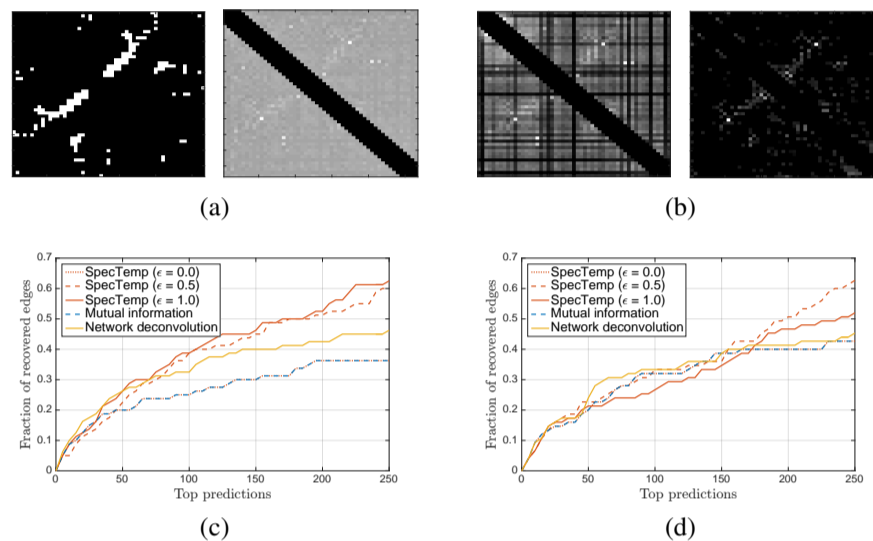 (a)
(b)
0.7
0.6
0.5
0.4
0.3
0.2
0.1
0
0
50
100
150
200
250
Fraction of recovered edges
Top predictions
SpecTemp (ϵ = 0.0)
SpecTemp (ϵ = 0.5)
SpecTemp (ϵ = 1.0)
Mutual information
Network deconvolution
(c)
0.7
0.6
0.5
0.4
0.3
0.2
0.1
0
0
50
100
150
200
250
Fraction of recovered edges
Top predictions
SpecTemp (ϵ = 0.0)
SpecTemp (ϵ = 0.5)
SpecTemp (ϵ = 1.0)
Mutual information
Network deconvolution
(d)